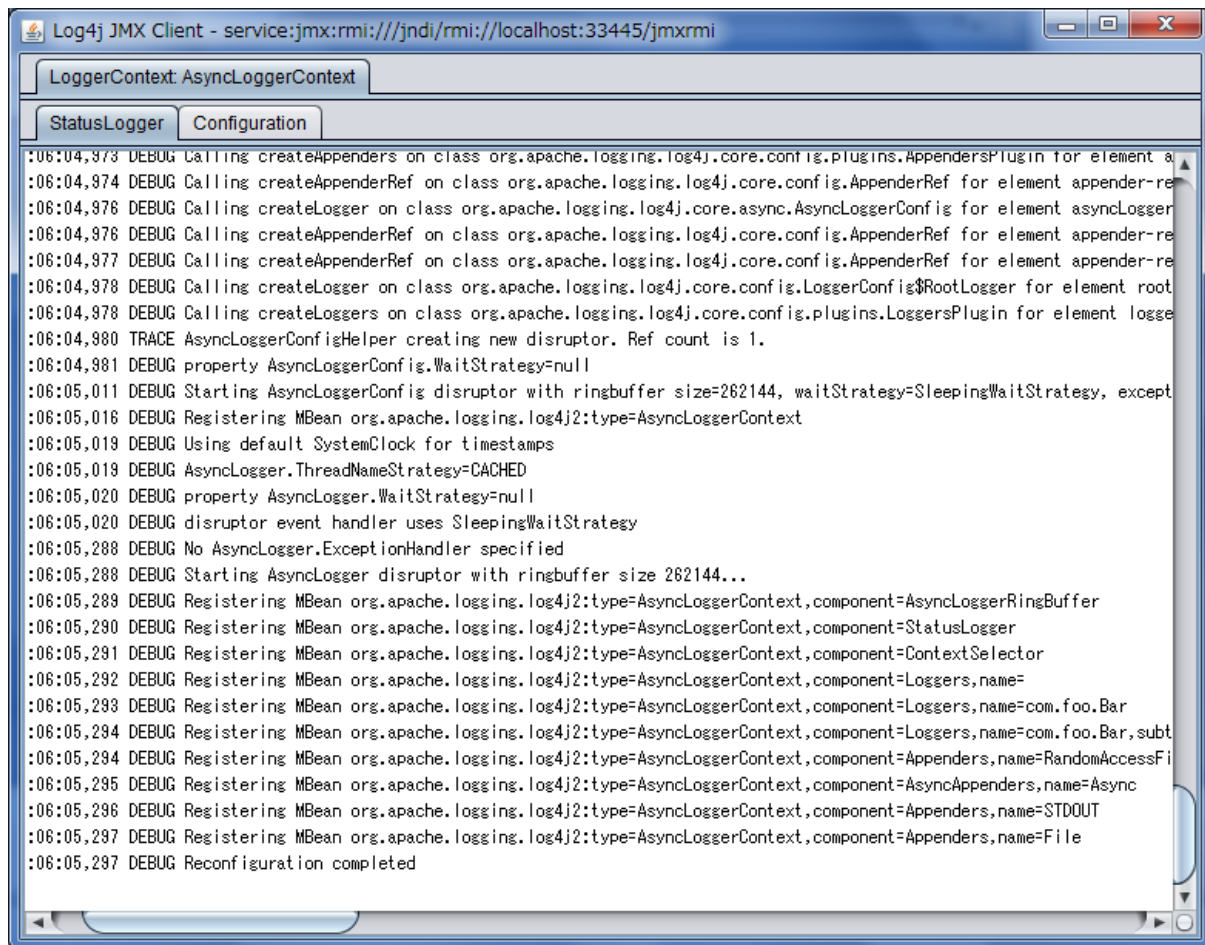 Log4j JMX Client - service:jmx:rmi:///jndi/rmi://localhost:33445/jmxrmi
LoggerContext: AsyncLoggerContext
StatusLogger Configuration
:06:04,973 DEBUG Calling createAppenders on class org.apache.logging.log4j.core.config.plugins.AppendersPlugin for element a
:06:04,974 DEBUG Calling createAppenderRef on class org.apache.logging.log4j.core.config.AppenderRef for element appender-re
:06:04,976 DEBUG Calling createLogger on class org.apache.logging.log4j.core.async.AsyncLoggerConfig for element asyncLogger
:06:04,976 DEBUG Calling createAppenderRef on class org.apache.logging.log4j.core.config.AppenderRef for element appender-re
:06:04,977 DEBUG Calling createAppenderRef on class org.apache.logging.log4j.core.config.AppenderRef for element appender-re
:06:04,978 DEBUG Calling createLogger on class org.apache.logging.log4j.core.config.LoggerConfig$RootLogger for element root
:06:04,978 DEBUG Calling createLoggers on class org.apache.logging.log4j.core.config.plugins.LoggersPlugin for element logge
:06:04,980 TRACE AsyncLoggerConfigHelper creating new disruptor. Ref count is 1.
:06:04,981 DEBUG property AsyncLoggerConfig.WaitStrategy=null
:06:05,011 DEBUG Starting AsyncLoggerConfig disruptor with ringbuffer size=262144, waitStrategy=SleepingWaitStrategy, except
:06:05,016 DEBUG Registering MBean org.apache.logging.log4j2:type=AsyncLoggerContext
:06:05,019 DEBUG Using default SystemClock for timestamps
:06:05,019 DEBUG AsyncLogger.ThreadNameStrategy=CACHED
:06:05,020 DEBUG property AsyncLogger.WaitStrategy=null
:06:05,020 DEBUG disruptor event handler uses SleepingWaitStrategy
:06:05,288 DEBUG No AsyncLogger.ExceptionHandler specified
:06:05,288 DEBUG Starting AsyncLogger disruptor with ringbuffer size 262144...
:06:05,289 DEBUG Registering MBean org.apache.logging.log4j2:type=AsyncLoggerContext,component=AsyncLoggerRingBuffer
:06:05,290 DEBUG Registering MBean org.apache.logging.log4j2:type=AsyncLoggerContext,component=StatusLogger
:06:05,291 DEBUG Registering MBean org.apache.logging.log4j2:type=AsyncLoggerContext,component=ContextSelector
:06:05,292 DEBUG Registering MBean org.apache.logging.log4j2:type=AsyncLoggerContext,component=Loggers,name=
:06:05,293 DEBUG Registering MBean org.apache.logging.log4j2:type=AsyncLoggerContext,component=Loggers,name=com.foo.Bar
:06:05,294 DEBUG Registering MBean org.apache.logging.log4j2:type=AsyncLoggerContext,component=Loggers,name=com.foo.Bar,subt
:06:05,294 DEBUG Registering MBean org.apache.logging.log4j2:type=AsyncLoggerContext,component=Appenders,name=RandomAccessFi
:06:05,295 DEBUG Registering MBean org.apache.logging.log4j2:type=AsyncLoggerContext,component=AsyncAppenders,name=Async
:06:05,296 DEBUG Registering MBean org.apache.logging.log4j2:type=AsyncLoggerContext,component=Appenders,name=STDOUT
:06:05,297 DEBUG Registering MBean org.apache.logging.log4j2:type=AsyncLoggerContext,component=Appenders,name=File
:06:05,297 DEBUG Reconfiguration completed